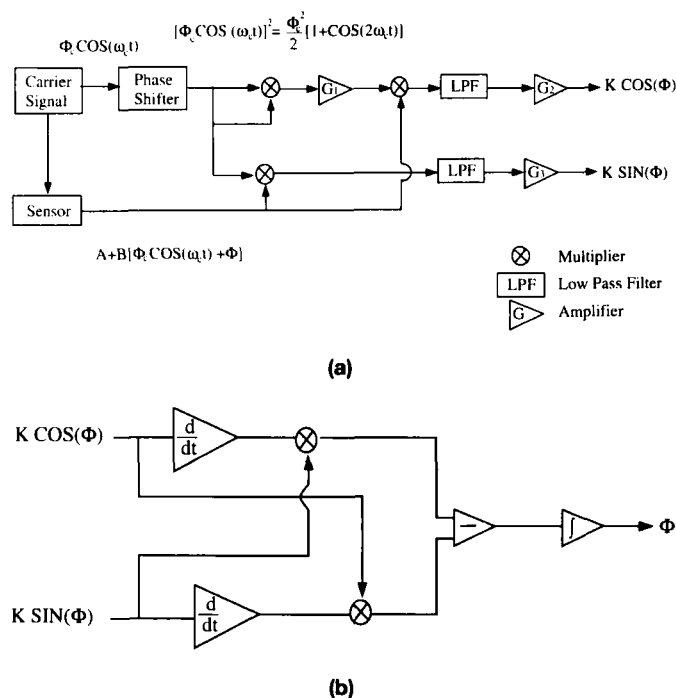 [Φ_c COS (ω_c t)]² = Φ_c²/2 [1+COS(2ω_c t)]
Φ_c COS(ω_c t)
Carrier Signal
Phase Shifter
G₁
LPF
G₂
K COS(Φ)
LPF
G₃
K SIN(Φ)
Sensor
A+B[Φ_c COS(ω_c t) +Φ]
Multiplier
LPF
Low Pass Filter
G
Amplifier
(a)
K COS(Φ)
d/dt
−
∫
Φ
K SIN(Φ)
d/dt
(b)